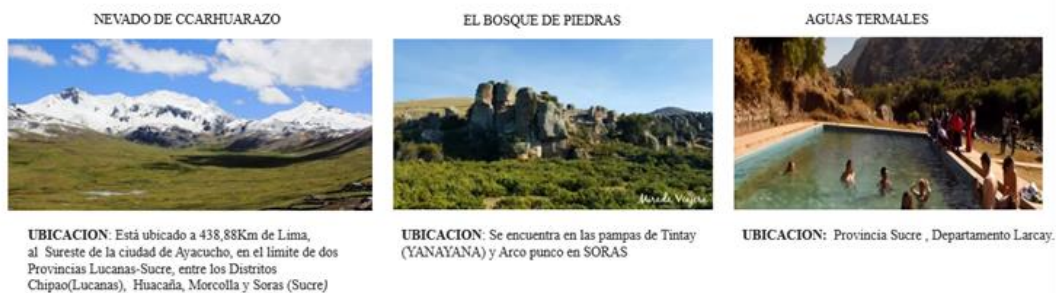 NEVADO DE CCARHUARAZO
UBICACION: Está ubicado a 438,88Km de Lima,
al Sureste de la ciudad de Ayacucho, en el límite de dos
Provincias Lucanas-Sucre, entre los Distritos
Chipao(Lucanas), Huacaña, Morcolla y Soras (Sucre)
EL BOSQUE DE PIEDRAS
Mirada Viajera
UBICACION: Se encuentra en las pampas de Tintay
(YANAYANA) y Arco punco en SORAS
AGUAS TERMALES
UBICACION: Provincia Sucre , Departamento Larcay.